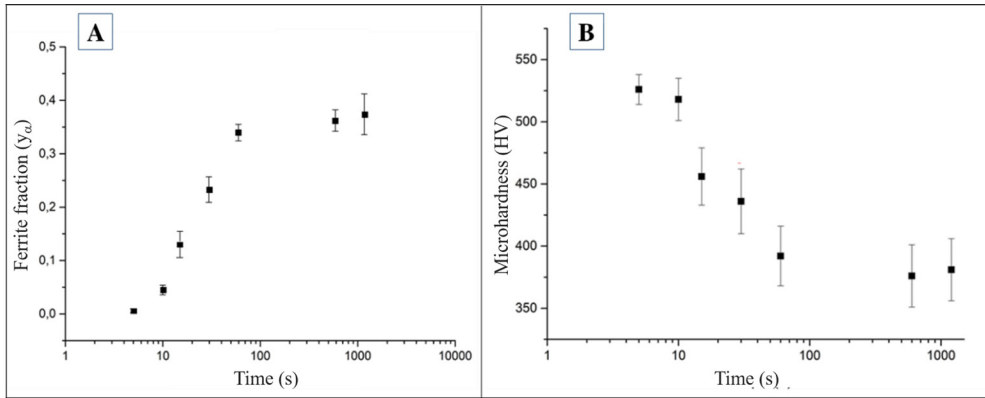 A
0,5
0,4
0,3
0,2
0,1
0,0
Ferrite fraction (yα)
1 10 100 1000 10000
Time (s)
B
550
500
450
400
350
Microhardness (HV)
1 10 100 1000
Time (s)